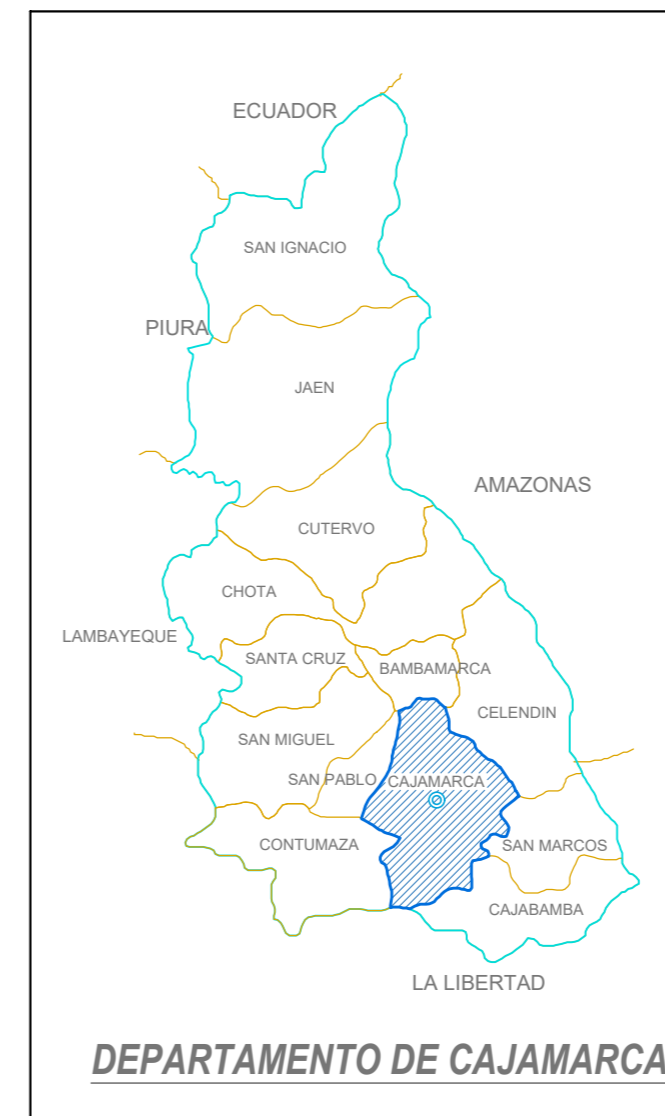 ECUADOR
SAN IGNACIO
PIURA
JAEN
AMAZONAS
CUTERVO
CHOTA
LAMBAYEQUE
SANTA CRUZ
BAMBAMARCA
CELENDIN
SAN MIGUEL
SAN PABLO
CAJAMARCA
CONTUMAZA
SAN MARCOS
CAJABAMBA
LA LIBERTAD
DEPARTAMENTO DE CAJAMARCA